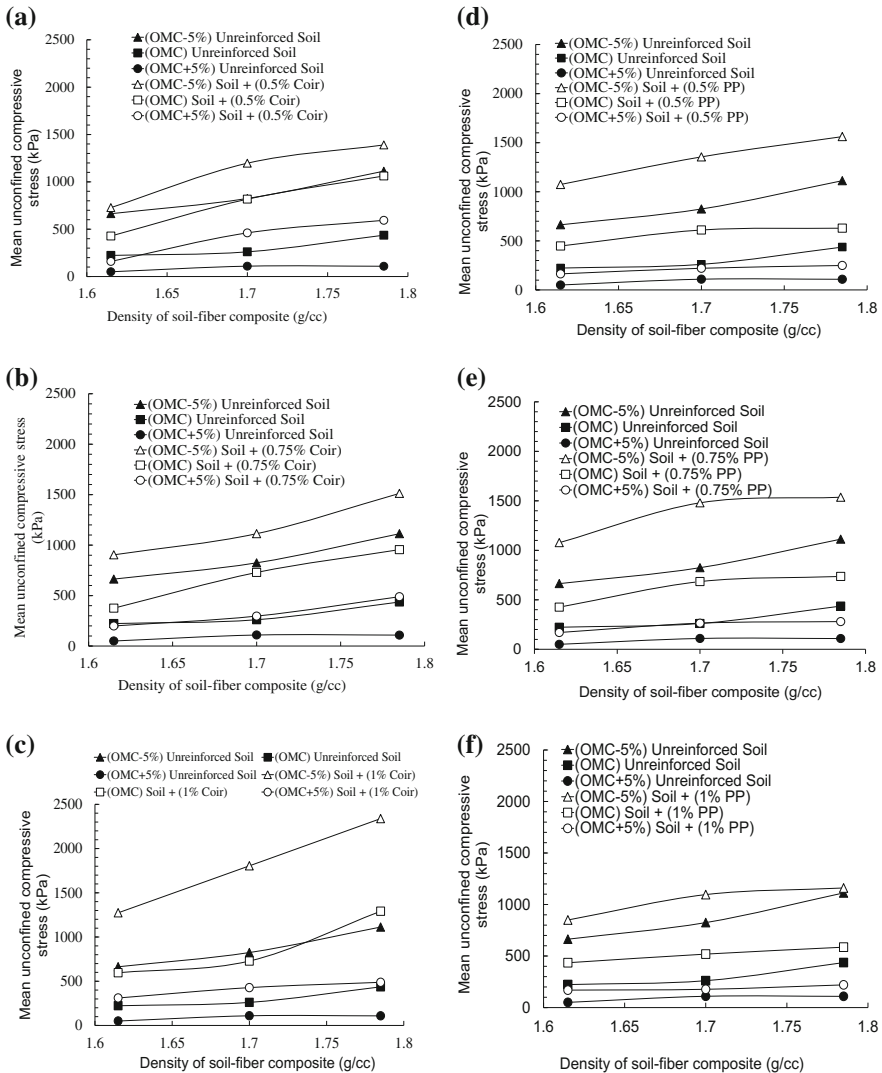 (a)
▲(OMC-5%) Unreinforced Soil
■(OMC) Unreinforced Soil
●(OMC+5%) Unreinforced Soil
△(OMC-5%) Soil + (0.5% Coir)
□(OMC) Soil + (0.5% Coir)
○(OMC+5%) Soil + (0.5% Coir)
2500
2000
1500
1000
500
0
Mean unconfined compressive
stress (kPa)
1.6
1.65
1.7
1.75
1.8
Density of soil-fiber composite (g/cc)
(d)
▲(OMC-5%) Unreinforced Soil
■(OMC) Unreinforced Soil
●(OMC+5%) Unreinforced Soil
△(OMC-5%) Soil + (0.5% PP)
□(OMC) Soil + (0.5% PP)
○(OMC+5%) Soil + (0.5% PP)
2500
2000
1500
1000
500
0
Mean unconfined compressive
stress (kPa)
1.6
1.65
1.7
1.75
1.8
Density of soil-fiber composite (g/cc)
(b)
▲(OMC-5%) Unreinforced Soil
■(OMC) Unreinforced Soil
●(OMC+5%) Unreinforced Soil
△(OMC-5%) Soil + (0.75% Coir)
□(OMC) Soil + (0.75% Coir)
○(OMC+5%) Soil + (0.75% Coir)
2500
2000
1500
1000
500
0
Mean unconfined compressive stress
(kPa)
1.6
1.65
1.7
1.75
1.8
Density of soil-fiber composite (g/cc)
(e)
▲(OMC-5%) Unreinforced Soil
■(OMC) Unreinforced Soil
●(OMC+5%) Unreinforced Soil
△(OMC-5%) Soil + (0.75% PP)
□(OMC) Soil + (0.75% PP)
○(OMC+5%) Soil + (0.75% PP)
2500
2000
1500
1000
500
0
Mean unconfined compressive
stress (kPa)
1.6
1.65
1.7
1.75
1.8
Density of soil-fiber composite (g/cc)
(c)
▲(OMC-5%) Unreinforced Soil ■(OMC) Unreinforced Soil
●(OMC+5%) Unreinforced Soil △(OMC-5%) Soil + (1% Coir)
□(OMC) Soil + (1% Coir) ○(OMC+5%) Soil + (1% Coir)
2500
2000
1500
1000
500
0
Mean unconfined compressive
stress (kPa)
1.6
1.65
1.7
1.75
1.8
Density of soil-fiber composite (g/cc)
(f)
▲(OMC-5%) Unreinforced Soil
■(OMC) Unreinforced Soil
●(OMC+5%) Unreinforced Soil
△(OMC-5%) Soil + (1% PP)
□(OMC) Soil + (1% PP)
○(OMC+5%) Soil + (1% PP)
2500
2000
1500
1000
500
0
Mean unconfined compressive
stress (kPa)
1.6
1.65
1.7
1.75
1.8
Density of soil-fiber composite (g/cc)